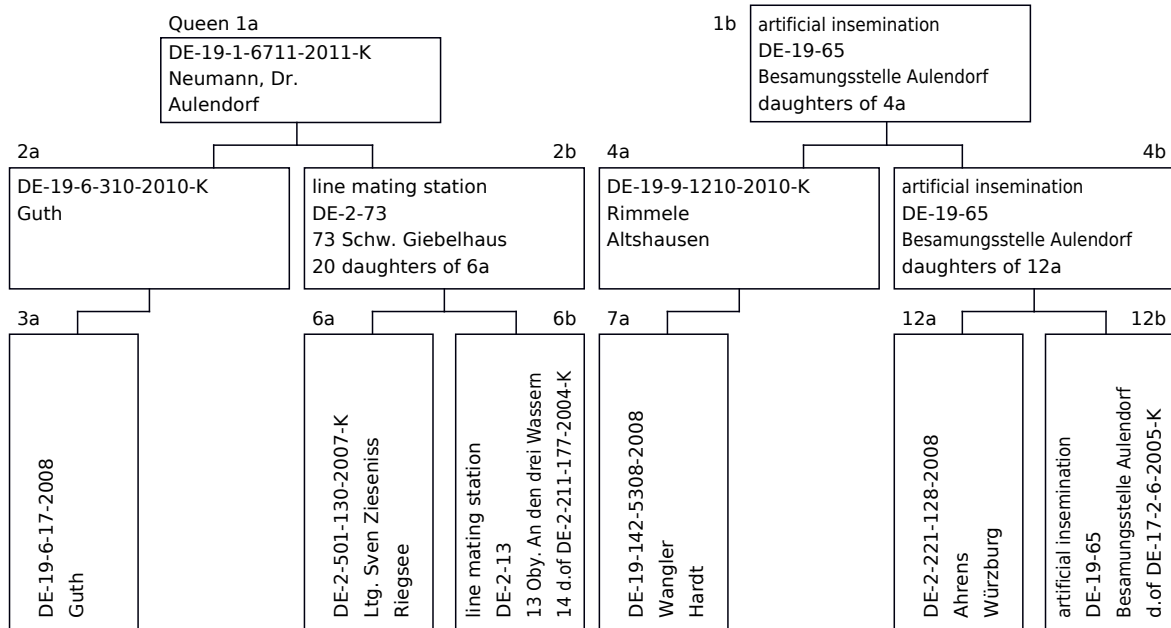 Queen 1a
DE-19-1-6711-2011-K
Neumann, Dr.
Aulendorf
1b
artificial insemination
DE-19-65
Besamungsstelle Aulendorf
daughters of 4a
2a
DE-19-6-310-2010-K
Guth
2b
line mating station
DE-2-73
73 Schw. Giebelhaus
20 daughters of 6a
4a
DE-19-9-1210-2010-K
Rimmele
Altshausen
4b
artificial insemination
DE-19-65
Besamungsstelle Aulendorf
daughters of 12a
3a
DE-19-6-17-2008
Guth
6a
DE-2-501-130-2007-K
Ltg. Sven Zieseniss
Riegsee
6b
line mating station
DE-2-13
13 Oby. An den drei Wassern
14 d.of DE-2-211-177-2004-K
7a
DE-19-142-5308-2008
Wangler
Hardt
12a
DE-2-221-128-2008
Ahrens
Würzburg
12b
artificial insemination
DE-19-65
Besamungsstelle Aulendorf
d.of DE-17-2-6-2005-K